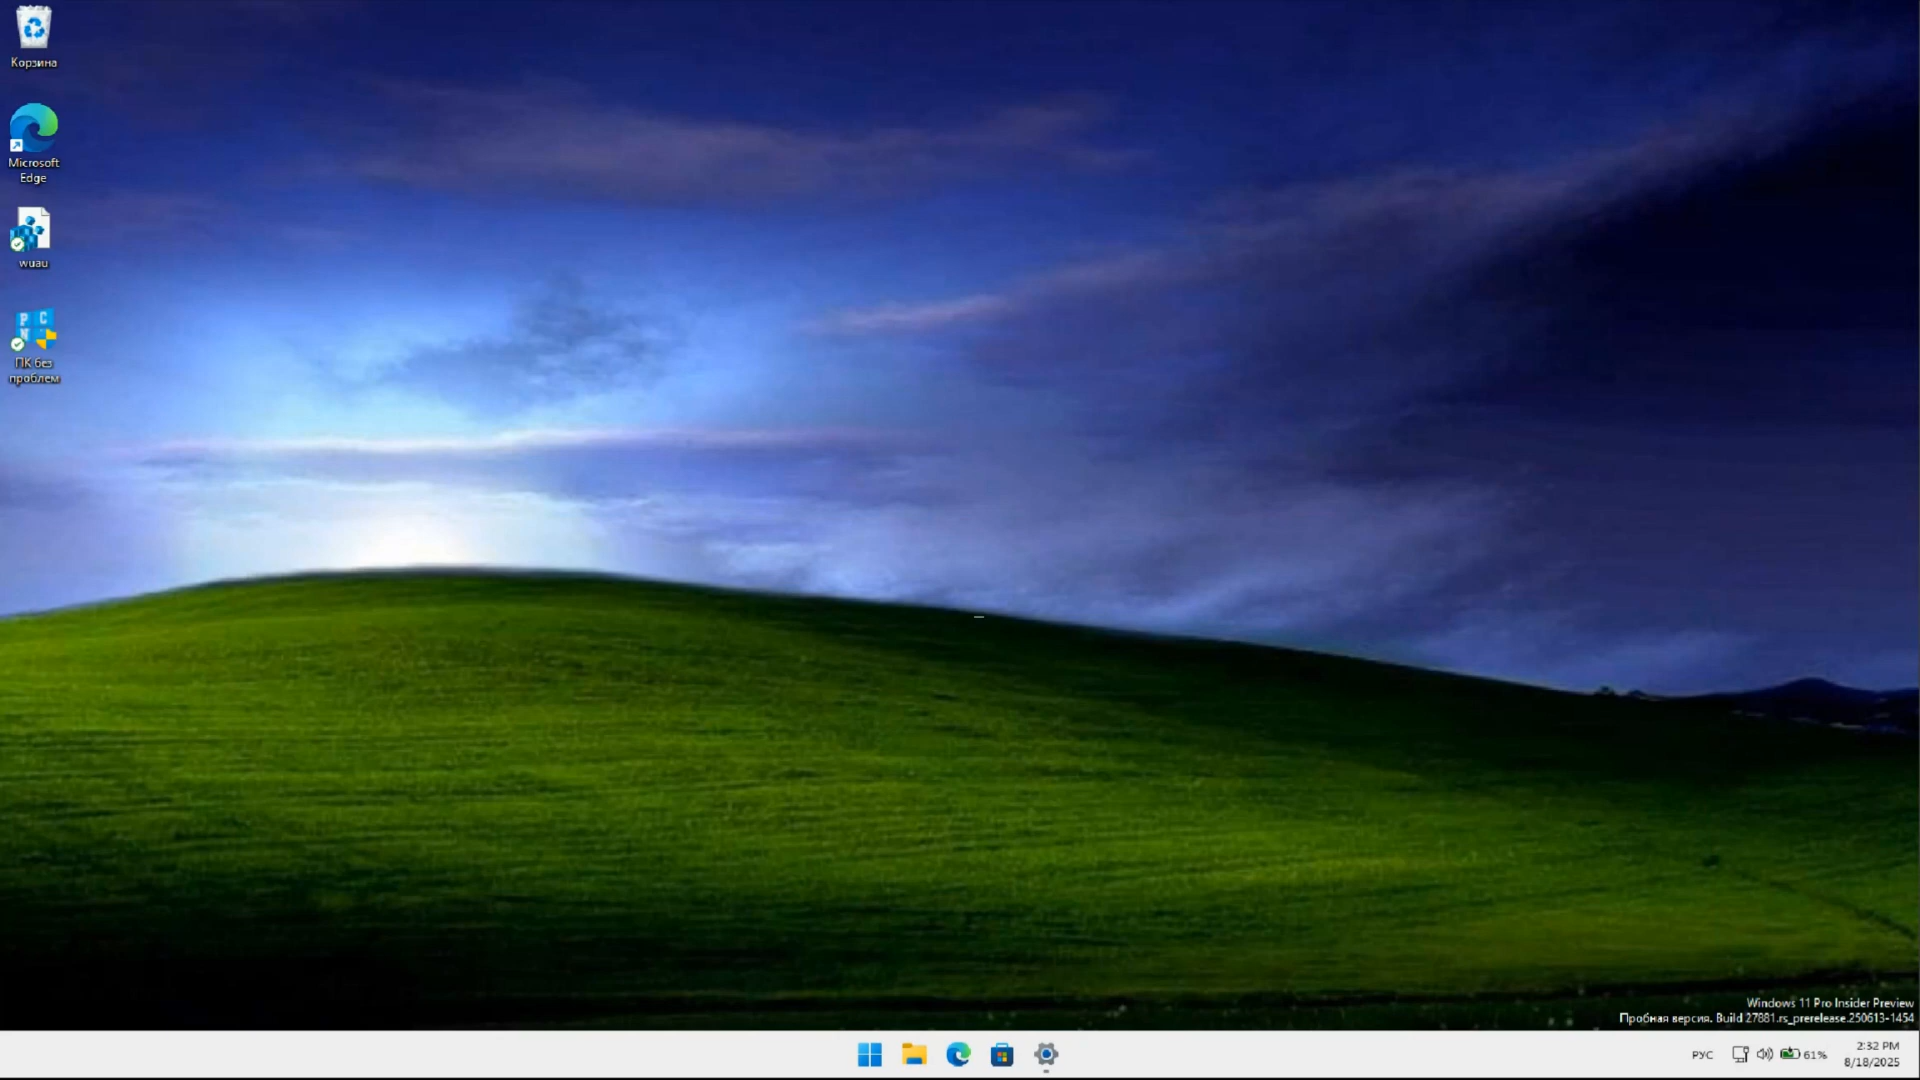 Корзина
Microsoft
Edge
wuau
ПК без
проблем
Windows 11 Pro Insider Preview
Пробная версия. Build 27881.rs_prerelease.250613-1454
РУС
61%
2:32 PM
8/18/2025